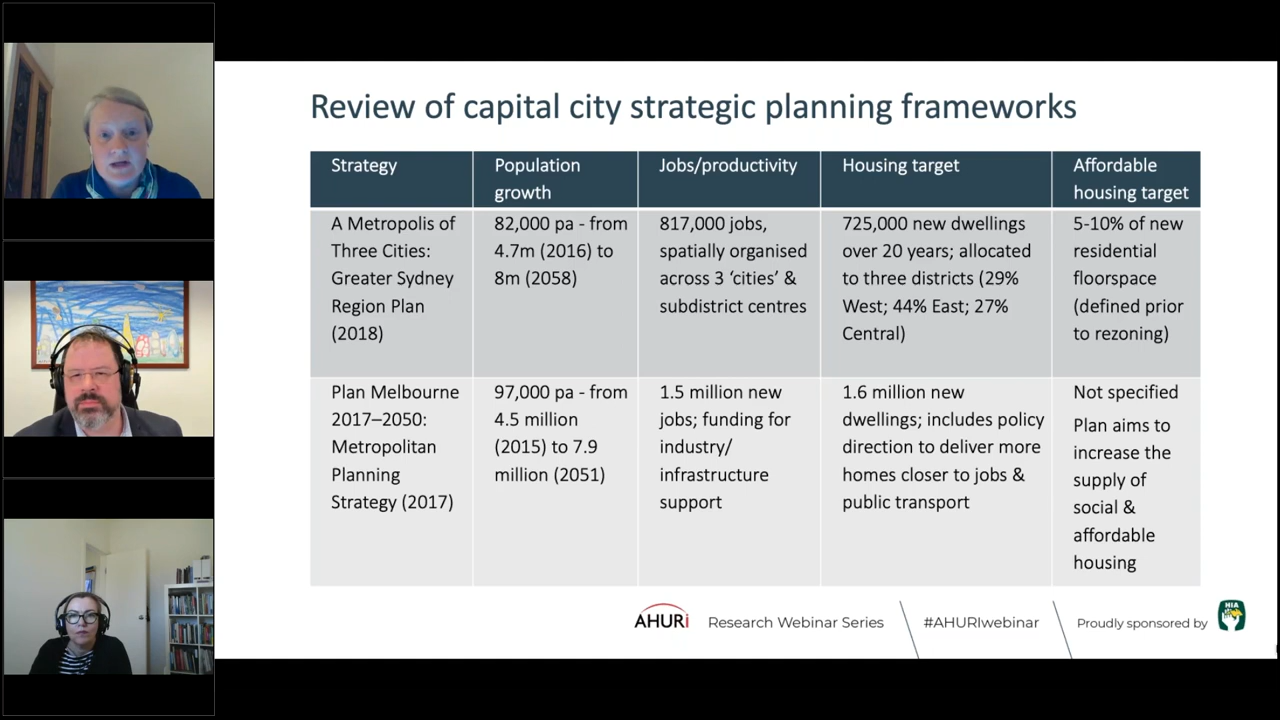 Review of capital city strategic planning frameworks
Strategy
Population
growth
Jobs/productivity
Housing target
Affordable
housing target
A Metropolis of
Three Cities:
Greater Sydney
Region Plan
(2018)
82,000 pa - from
4.7m (2016) to
8m (2058)
817,000 jobs,
spatially organised
across 3 ‘cities’ &
subdistrict centres
725,000 new dwellings
over 20 years; allocated
to three districts (29%
West; 44% East; 27%
Central)
5-10% of new
residential
floorspace
(defined prior
to rezoning)
Plan Melbourne
2017–2050:
Metropolitan
Planning
Strategy (2017)
97,000 pa - from
4.5 million
(2015) to 7.9
million (2051)
1.5 million new
jobs; funding for
industry/
infrastructure
support
1.6 million new
dwellings; includes policy
direction to deliver more
homes closer to jobs &
public transport
Not specified
Plan aims to
increase the
supply of
social &
affordable
housing
AHURI
Research Webinar Series
#AHURIwebinar
Proudly sponsored by
HIA